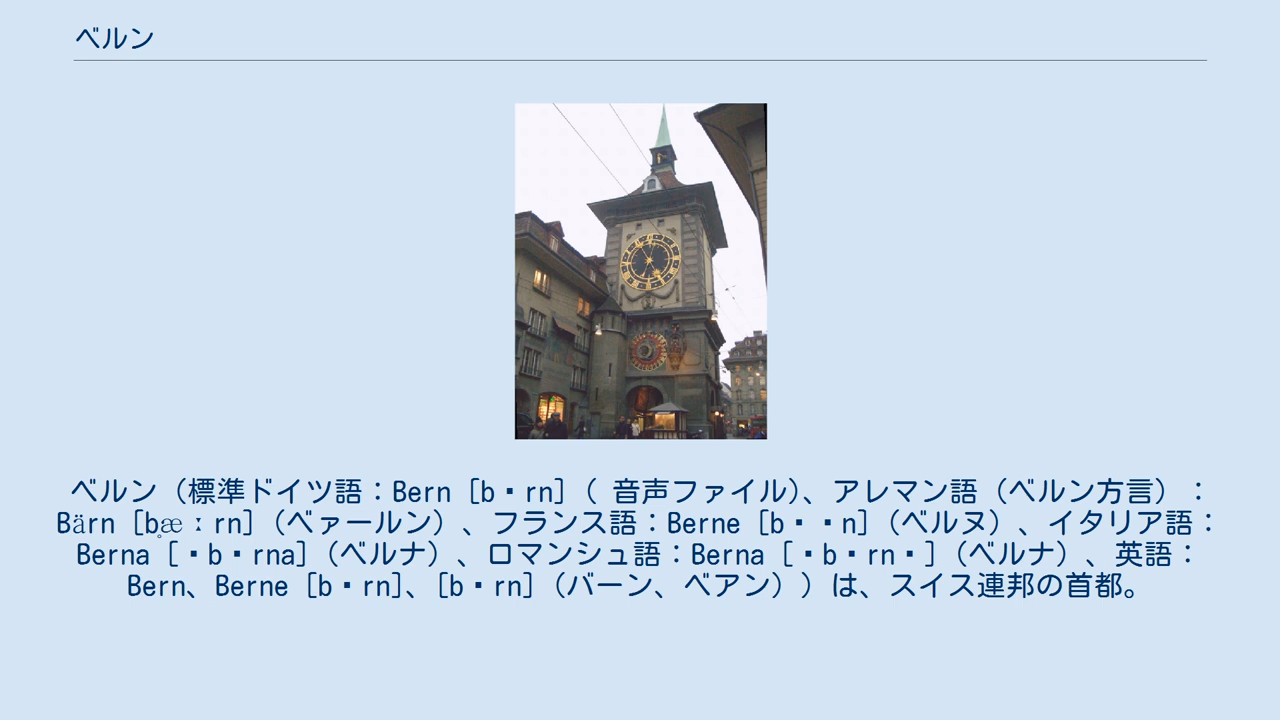 ベルン
ベルン（標準ドイツ語：Bern [b・rn]（ 音声ファイル)、アレマン語（ベルン方言）：
Bärn [b̥æ：rn]（ベァールン）、フランス語：Berne [b・・n]（ベルヌ）、イタリア語：
Berna [・b・rna]（ベルナ）、ロマンシュ語：Berna [・b・rn・]（ベルナ）、英語：
Bern、Berne [b・rn]、[b・rn]（バーン、ベアン））は、スイス連邦の首都。